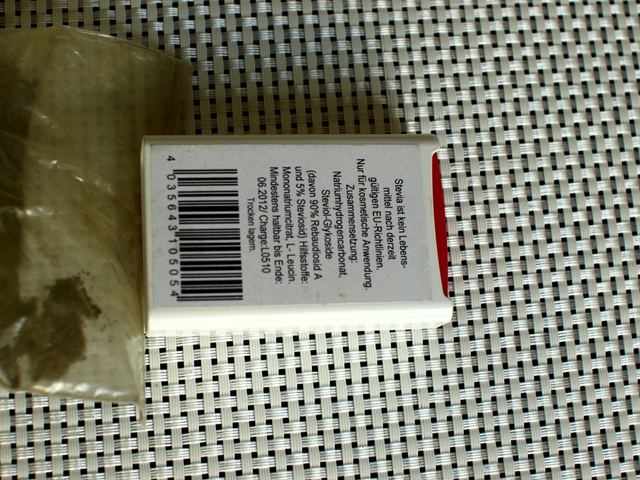 Stevia ist kein Lebens-
mittel nach derzeit
gültigen EU-Richtlinien.
Nur für kosmetische Anwendung.
Zusammensetzung:
Natriumhydrogencarbonat,
Steviol-Glykoside
(davon 90% Rebaudiosid A
und 5% Steviosid) Hilfsstoffe:
Mononatriumcitrat, L- Leucin.
Mindestens haltbar bis Ende:
06.2012/ Charge:L0510
Trocken lagern.
4 035643 105054